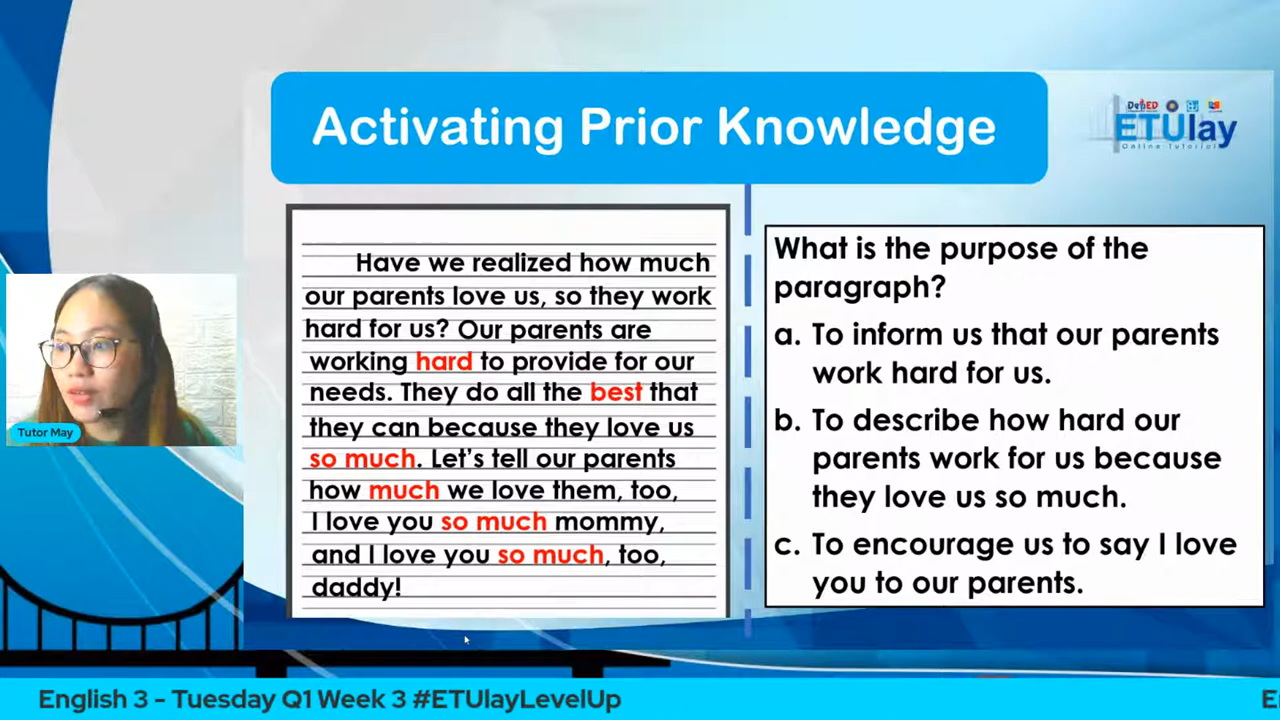 Activating Prior Knowledge
DepED
ETUlay
Online Tutorial
Have we realized how much
our parents love us, so they work
hard for us? Our parents are
working hard to provide for our
needs. They do all the best that
they can because they love us
so much. Let's tell our parents
how much we love them, too,
I love you so much mommy,
and I love you so much, too,
daddy!
What is the purpose of the
paragraph?
a. To inform us that our parents
work hard for us.
b. To describe how hard our
parents work for us because
they love us so much.
c. To encourage us to say I love
you to our parents.
Tutor May
English 3 - Tuesday Q1 Week 3 #ETUlayLevelUp